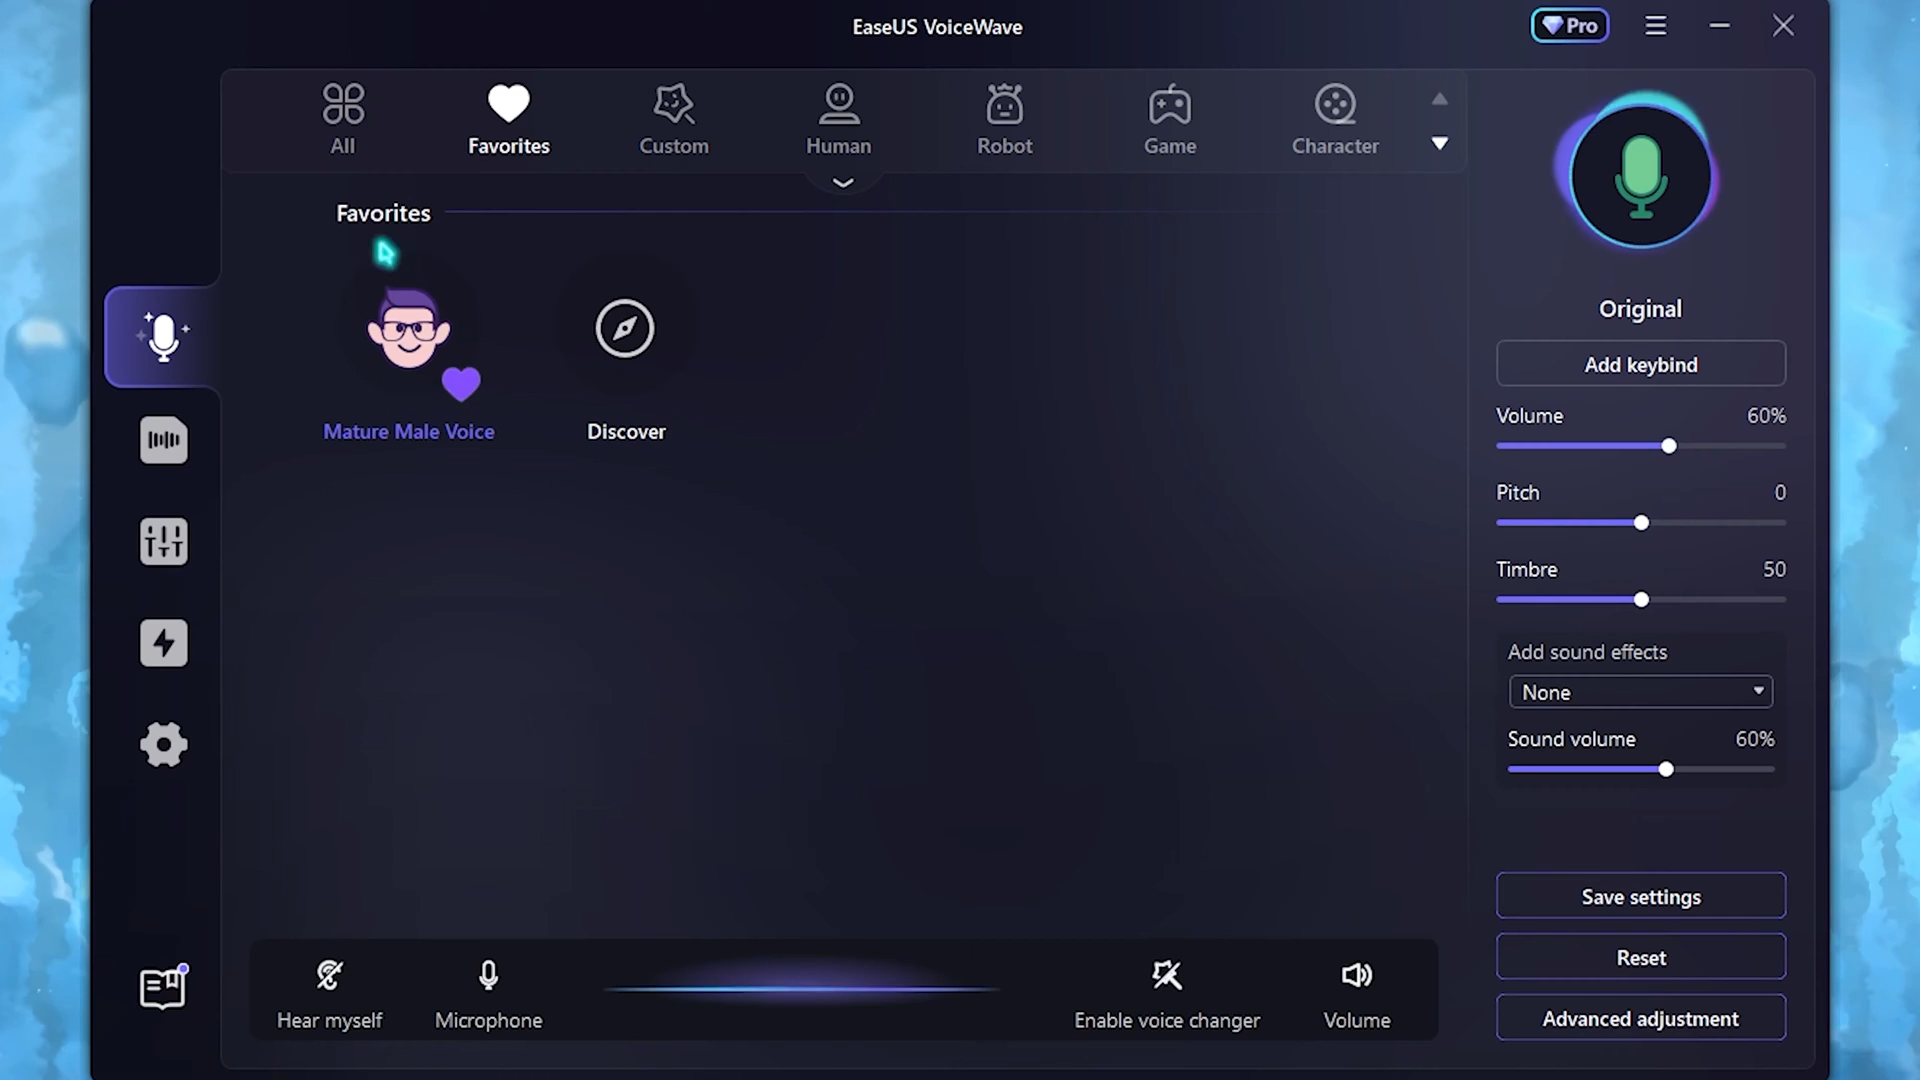 EaseUS VoiceWave
Pro
All
Favorites
Custom
Human
Robot
Game
Character
Favorites
Mature Male Voice
Discover
Original
Add keybind
Volume 60%
Pitch 0
Timbre 50
Add sound effects
None
Sound volume 60%
Save settings
Reset
Advanced adjustment
Hear myself
Microphone
Enable voice changer
Volume